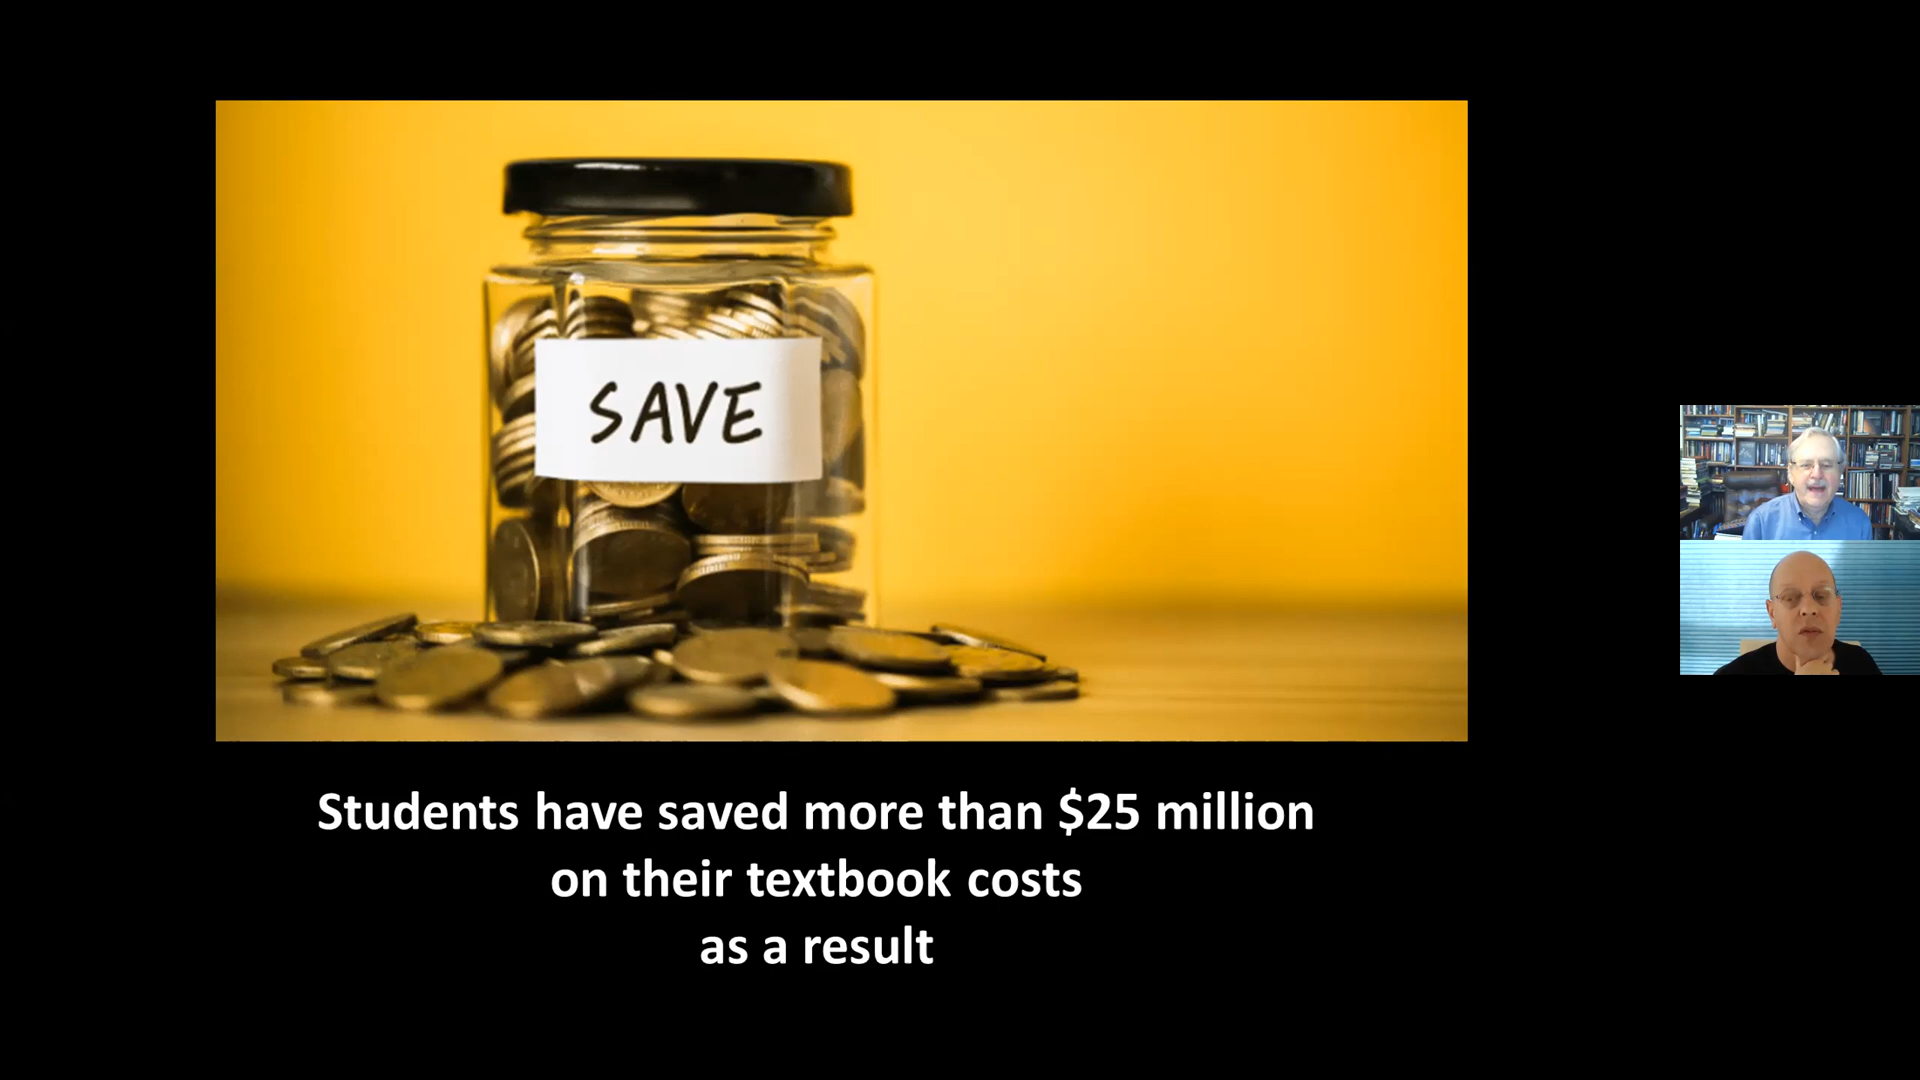 SAVE
Students have saved more than $25 million
on their textbook costs
as a result